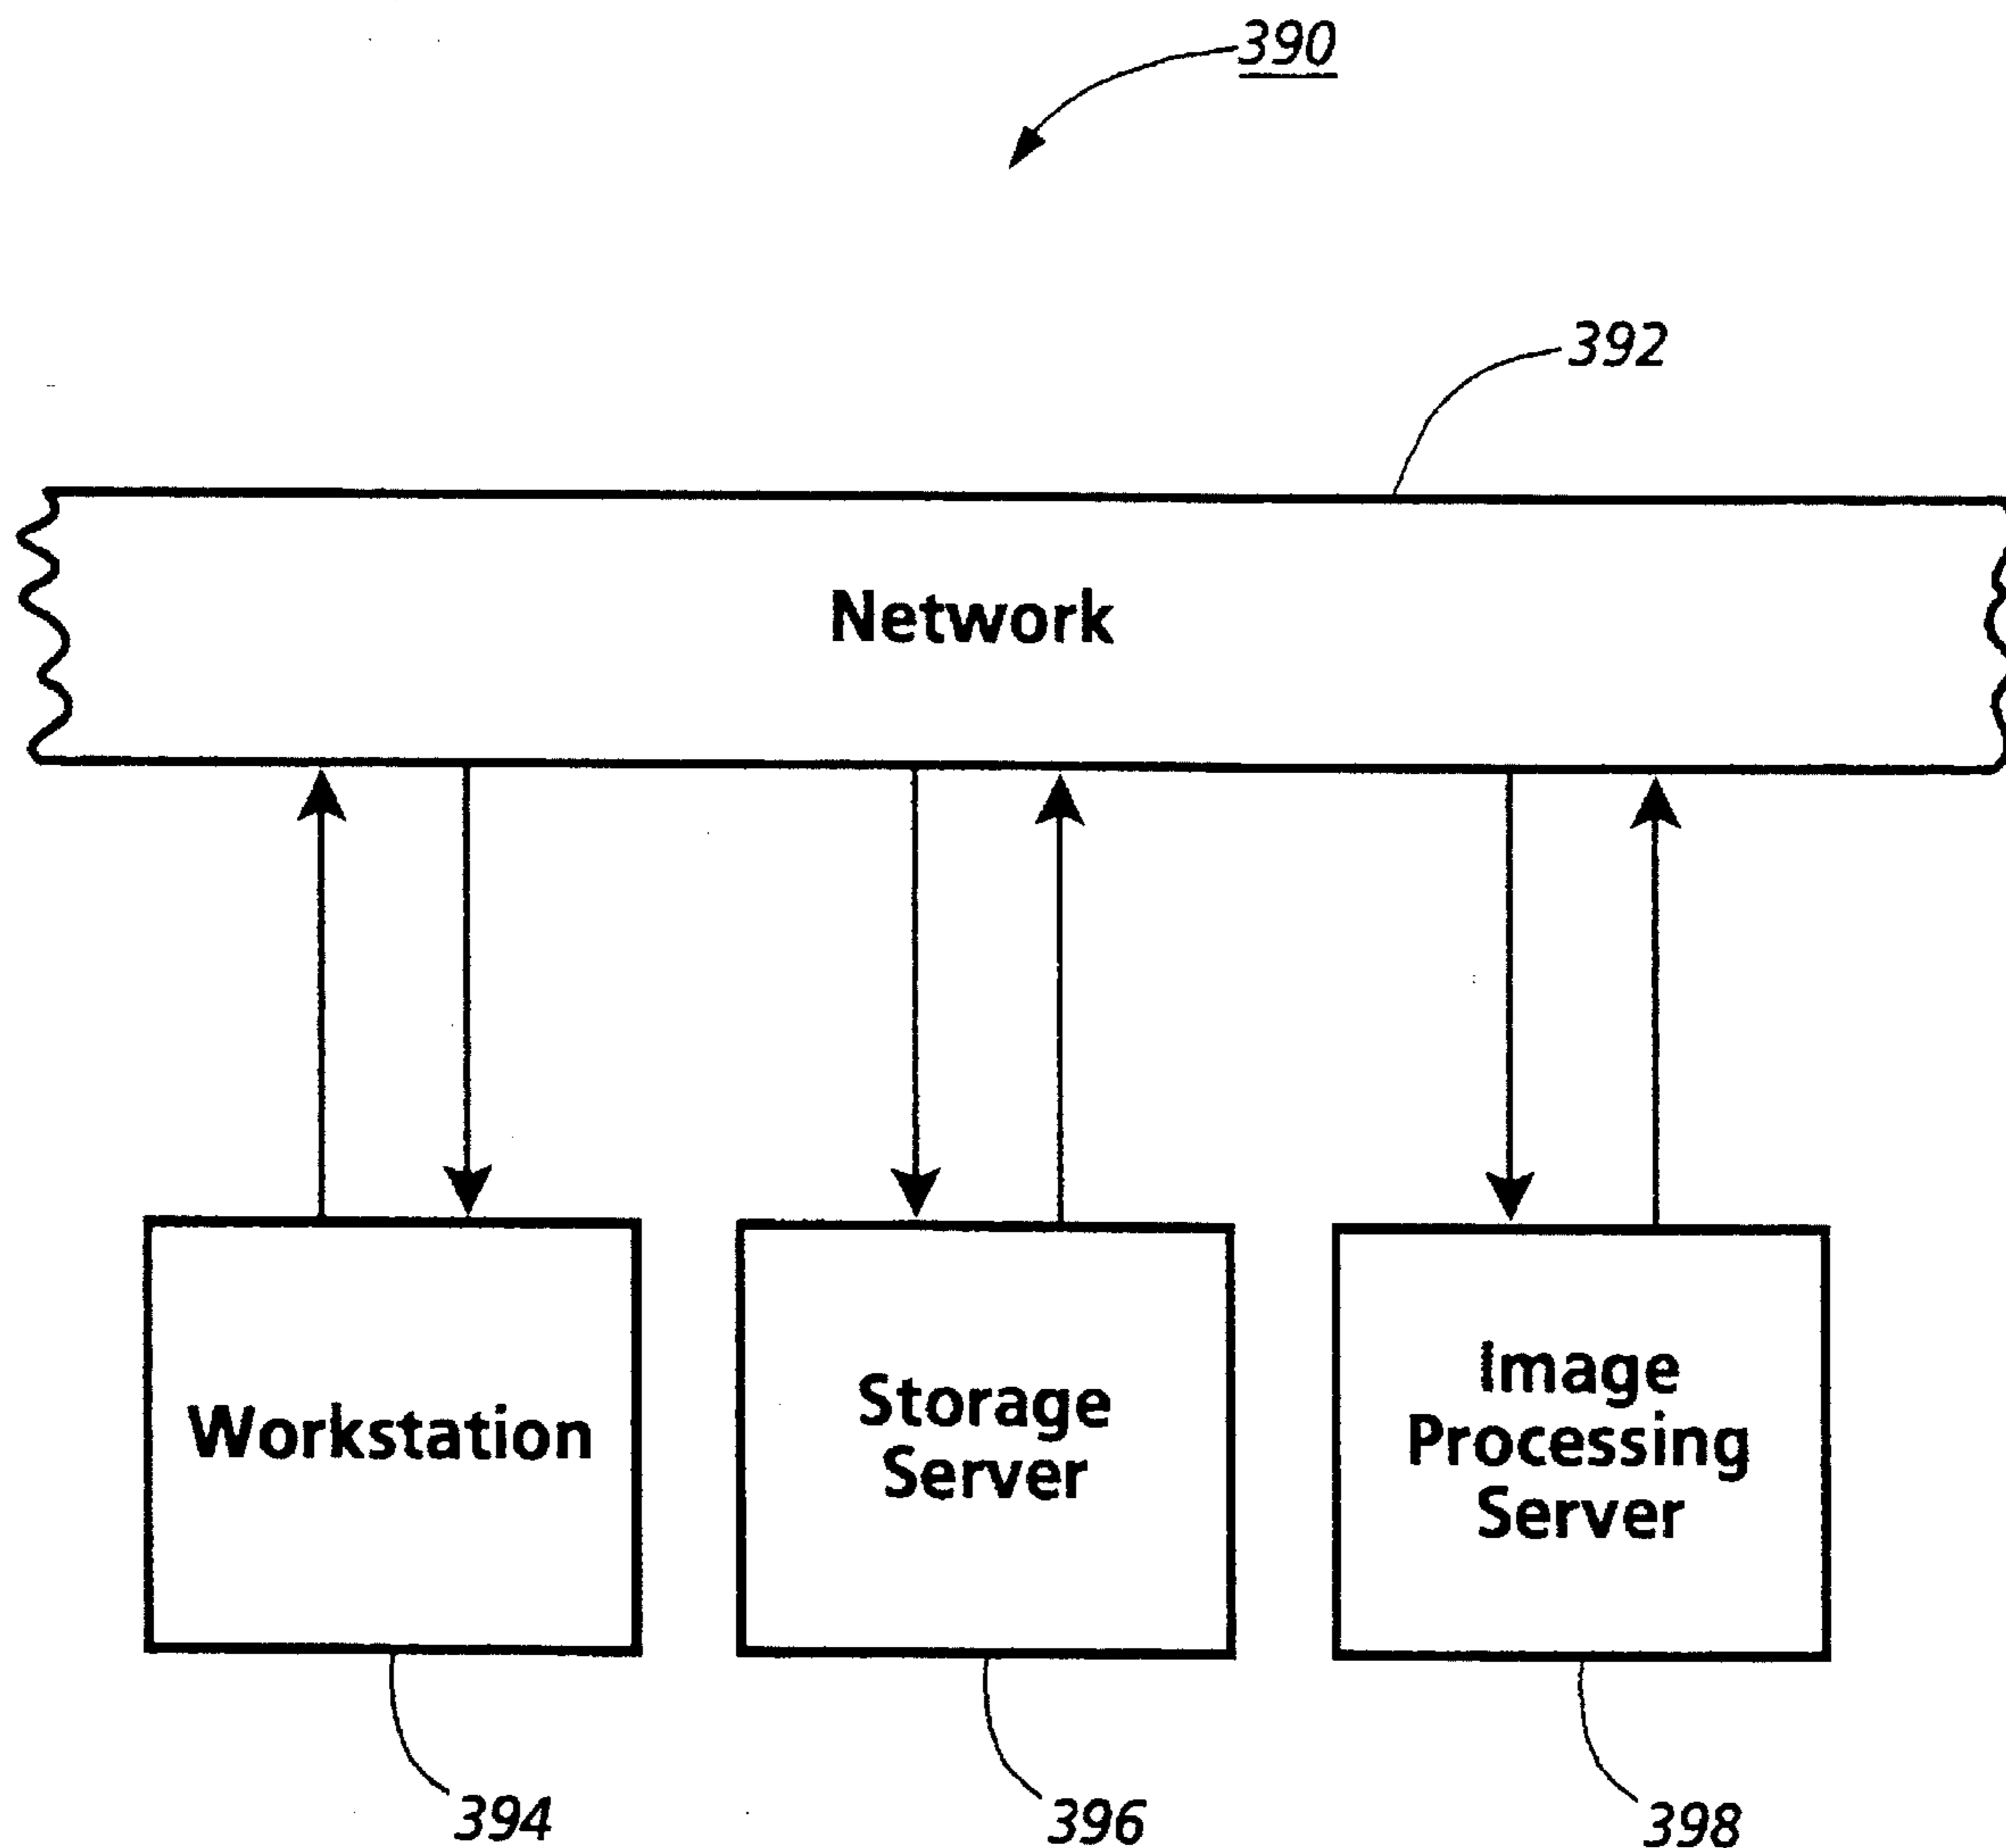 390
392
Network
Workstation
Storage
Server
Image
Processing
Server
394
396
398